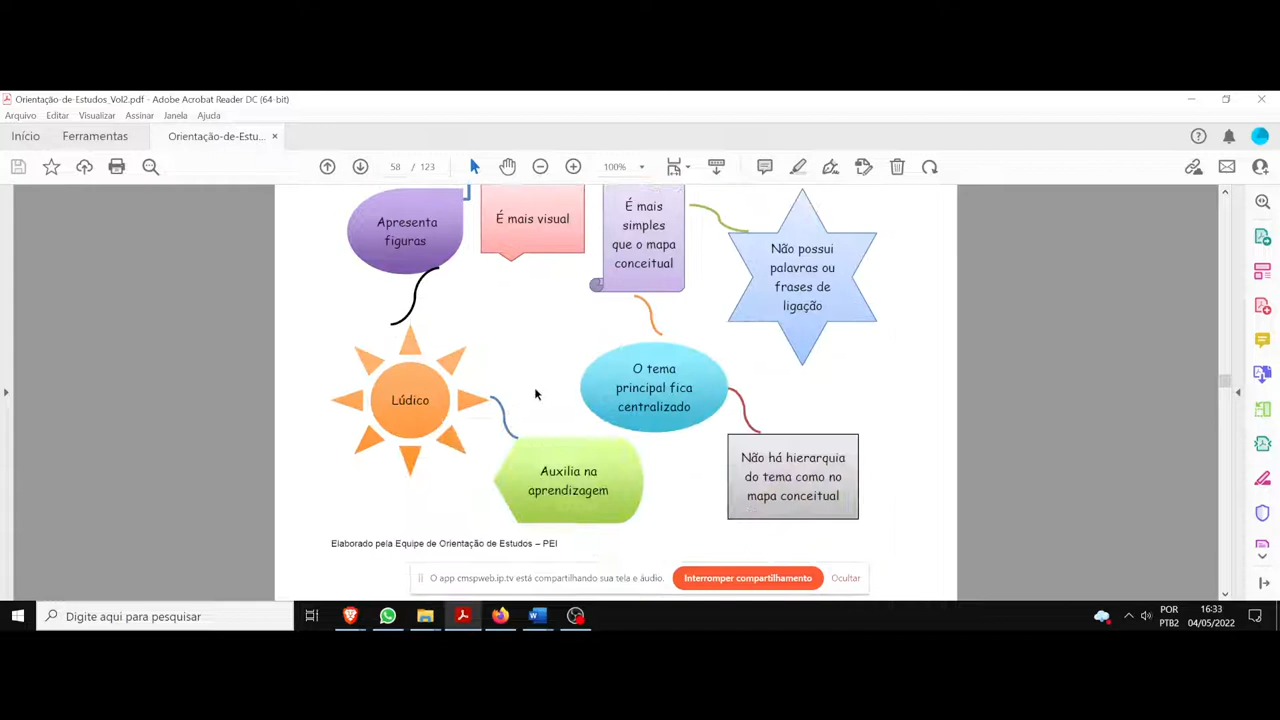 Orientação-de-Estudos_Vol2.pdf - Adobe Acrobat Reader DC (64-bit)
Arquivo Editar Visualizar Assinar Janela Ajuda
Início Ferramentas Orientação-de-Estu... ×
58 / 123 100%
Apresenta
figuras
É mais visual
É mais
simples
que o mapa
conceitual
Não possui
palavras ou
frases de
ligação
Lúdico
O tema
principal fica
centralizado
Auxilia na
aprendizagem
Não há hierarquia
do tema como no
mapa conceitual
Elaborado pela Equipe de Orientação de Estudos – PEI
O app cmspweb.ip.tv está compartilhando sua tela e áudio. Interromper compartilhamento Ocultar
Digite aqui para pesquisar
POR
PTB2
16:33
04/05/2022